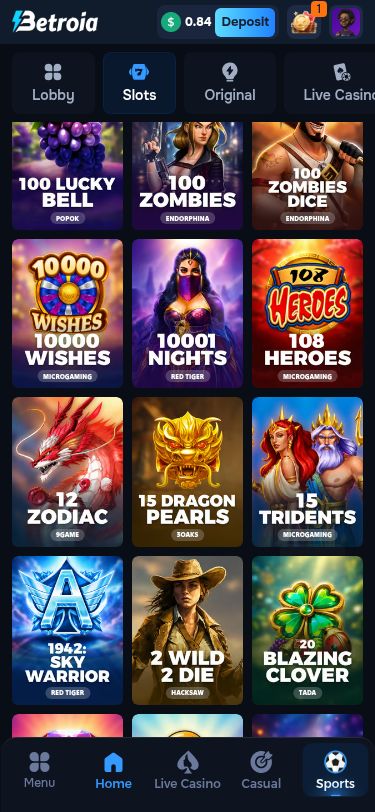 Betroia
$ 0.84 Deposit
1
Lobby
Slots
Original
Live Casino
7
100 LUCKY
BELL
POPOK
100
ZOMBIES
ENDORPHINA
100
ZOMBIES
DICE
ENDORPHINA
10000
WISHES
10000
WISHES
MICROGAMING
10001
NIGHTS
RED TIGER
108
HEROES
108
HEROES
MICROGAMING
12
ZODIAC
9GAME
15 DRAGON
PEARLS
3OAKS
15
TRIDENTS
MICROGAMING
A
1942:
SKY
WARRIOR
RED TIGER
2 WILD
2 DIE
HACKSAW
20
BLAZING
CLOVER
TADA
Menu
Home
Live Casino
Casual
Sports